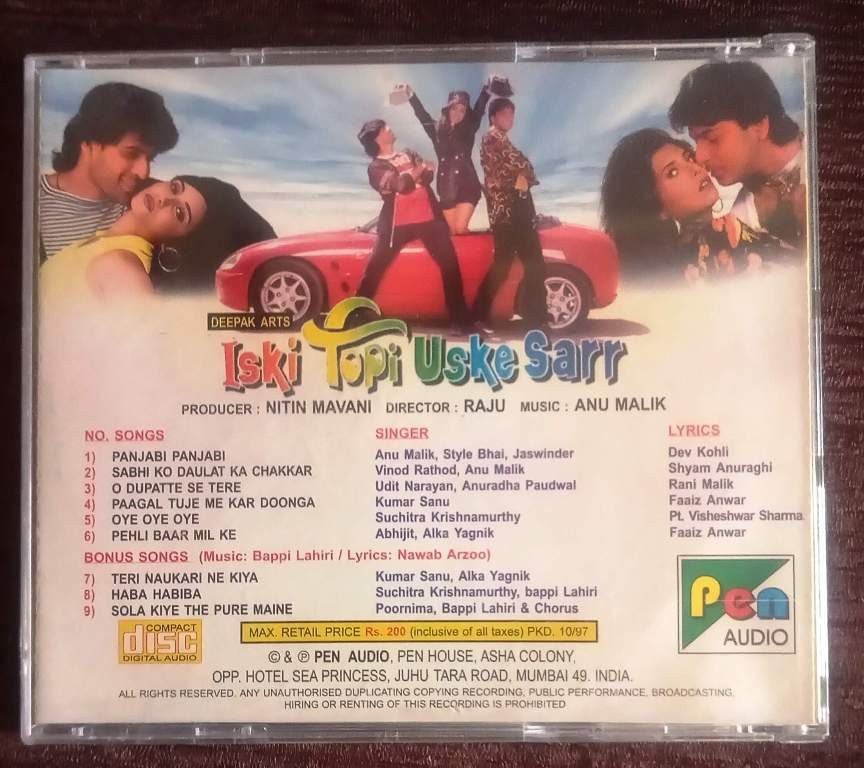 DEEPAK ARTS
Iski Topi Uske Sarr
PRODUCER : NITIN MAVANI DIRECTOR : RAJU MUSIC : ANU MALIK
NO. SONGS SINGER LYRICS
1) PANJABI PANJABI Anu Malik, Style Bhai, Jaswinder Dev Kohli
2) SABHI KO DAULAT KA CHAKKAR Vinod Rathod, Anu Malik Shyam Anuraghi
3) O DUPATTE SE TERE Udit Narayan, Anuradha Paudwal Rani Malik
4) PAAGAL TUJE ME KAR DOONGA Kumar Sanu Faaiz Anwar
5) OYE OYE OYE Suchitra Krishnamurthy Pt. Visheshwar Sharma
6) PEHLI BAAR MIL KE Abhijit, Alka Yagnik Faaiz Anwar
BONUS SONGS (Music: Bappi Lahiri / Lyrics: Nawab Arzoo)
7) TERI NAUKARI NE KIYA Kumar Sanu, Alka Yagnik
8) HABA HABIBA Suchitra Krishnamurthy, bappi Lahiri
9) SOLA KIYE THE PURE MAINE Poornima, Bappi Lahiri & Chorus
Pen
AUDIO
COMPACT
disc
DIGITAL AUDIO
MAX. RETAIL PRICE Rs. 200 (inclusive of all taxes) PKD. 10/97
© & ℗ PEN AUDIO, PEN HOUSE, ASHA COLONY,
OPP. HOTEL SEA PRINCESS, JUHU TARA ROAD, MUMBAI 49. INDIA.
ALL RIGHTS RESERVED. ANY UNAUTHORISED DUPLICATING COPYING RECORDING, PUBLIC PERFORMANCE, BROADCASTING,
HIRING OR RENTING OF THIS RECORDING IS PROHIBITED